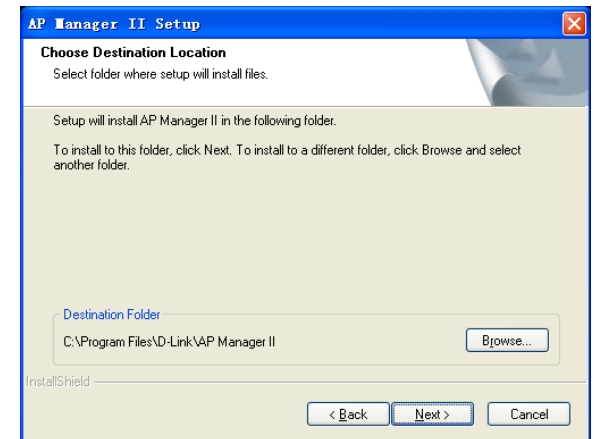 AP Manager II Setup
Choose Destination Location
Select folder where setup will install files.
Setup will install AP Manager II in the following folder.
To install to this folder, click Next. To install to a different folder, click Browse and select
another folder.
Destination Folder
C:\Program Files\D-Link\AP Manager II
Browse...
InstallShield
< Back
Next >
Cancel